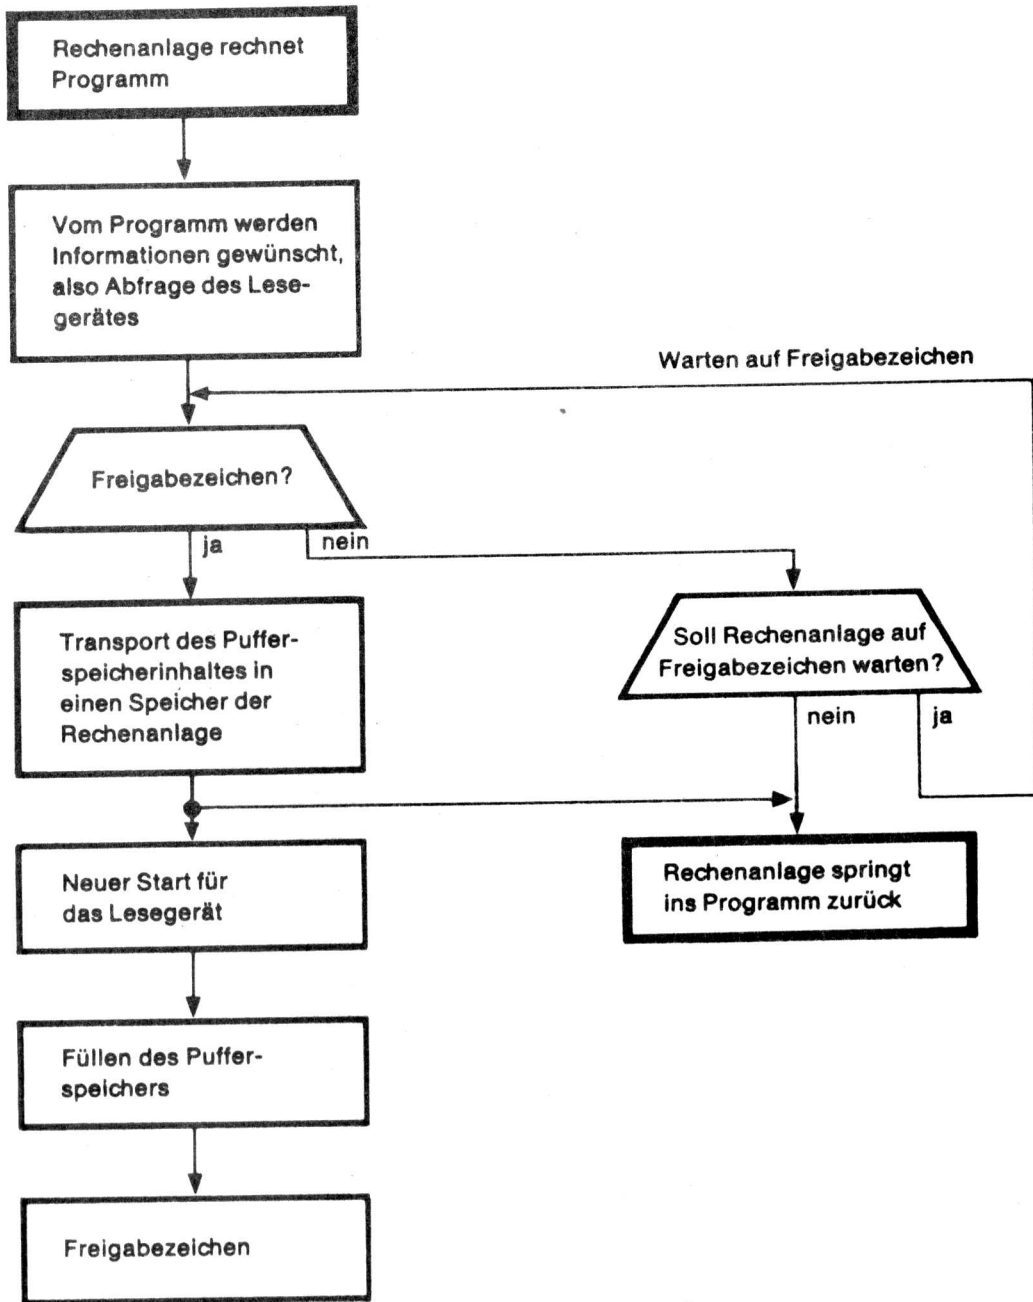 Rechenanlage rechnet
Programm
Vom Programm werden
Informationen gewünscht,
also Abfrage des Lese-
gerätes
Warten auf Freigabezeichen
Freigabezeichen?
ja
nein
Transport des Puffer-
speicherinhaltes in
einen Speicher der
Rechenanlage
Soll Rechenanlage auf
Freigabezeichen warten?
nein
ja
Neuer Start für
das Lesegerät
Rechenanlage springt
ins Programm zurück
Füllen des Puffer-
speichers
Freigabezeichen